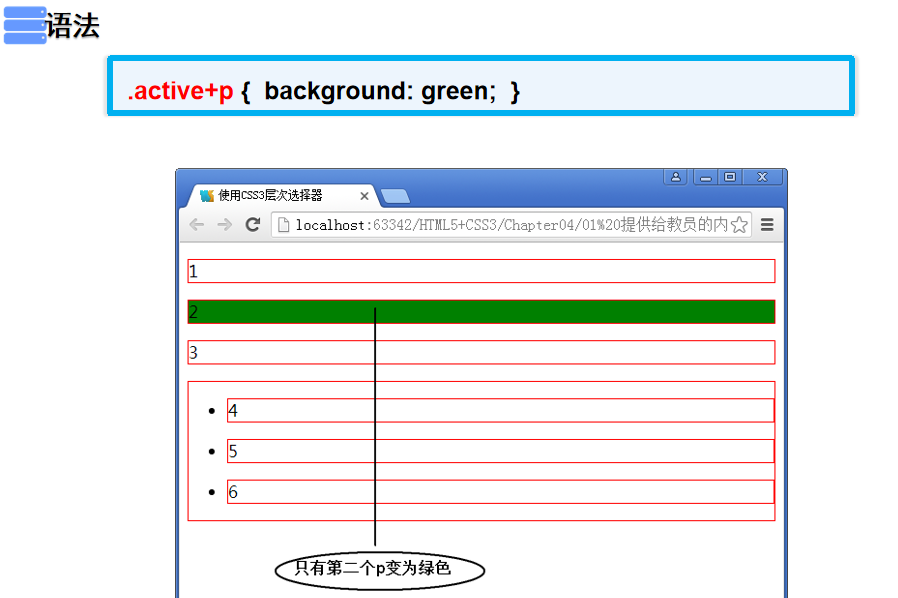 语法
.active+p {  background: green;  }
使用CSS3层次选择器
localhost:63342/HTML5+CSS3/Chapter04/01%20提供给教员的内
1
2
3
4
5
6
只有第二个p变为绿色